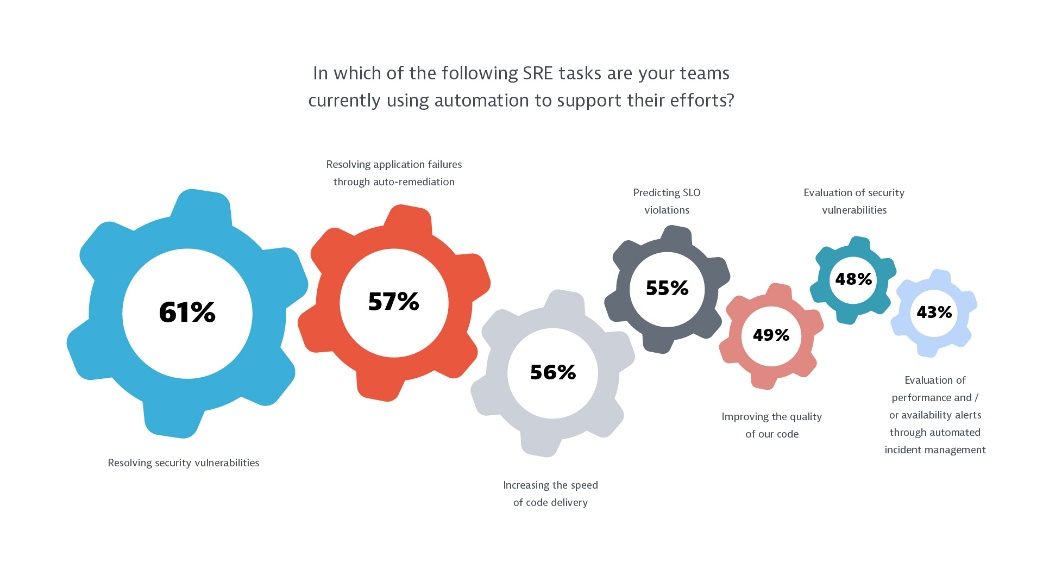 In which of the following SRE tasks are your teams
currently using automation to support their efforts?
61%
Resolving security vulnerabilities
Resolving application failures
through auto-remediation
57%
56%
Increasing the speed
of code delivery
Predicting SLO
violations
55%
49%
Improving the quality
of our code
Evaluation of security
vulnerabilities
48%
43%
Evaluation of
performance and /
or availability alerts
through automated
incident management